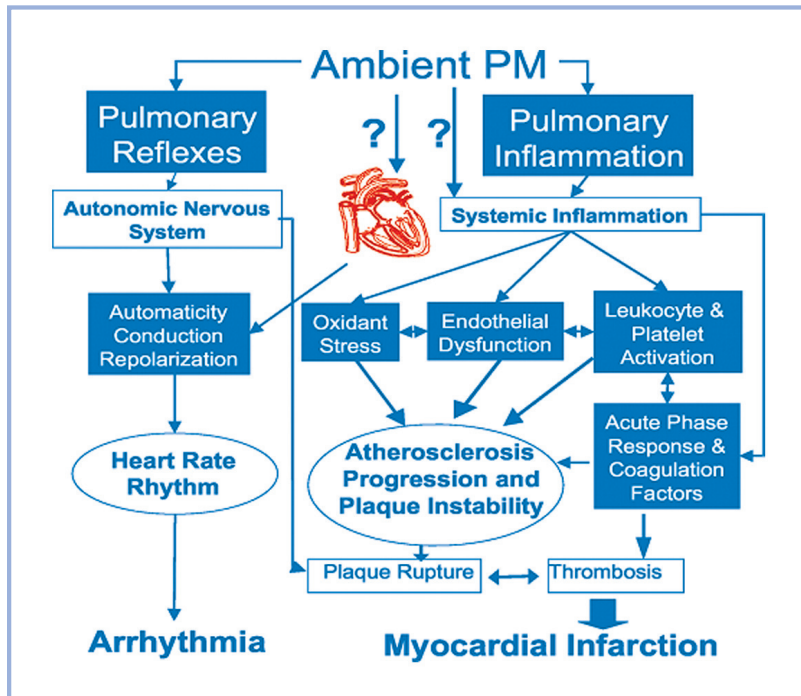 Ambient PM
Pulmonary
Reflexes
?
?
Pulmonary
Inflammation
Autonomic Nervous
System
Systemic Inflammation
Automaticity
Conduction
Repolarization
Oxidant
Stress
Endothelial
Dysfunction
Leukocyte &
Platelet
Activation
Heart Rate
Rhythm
Atherosclerosis
Progression and
Plaque Instability
Acute Phase
Response &
Coagulation
Factors
Plaque Rupture
Thrombosis
Arrhythmia
Myocardial Infarction